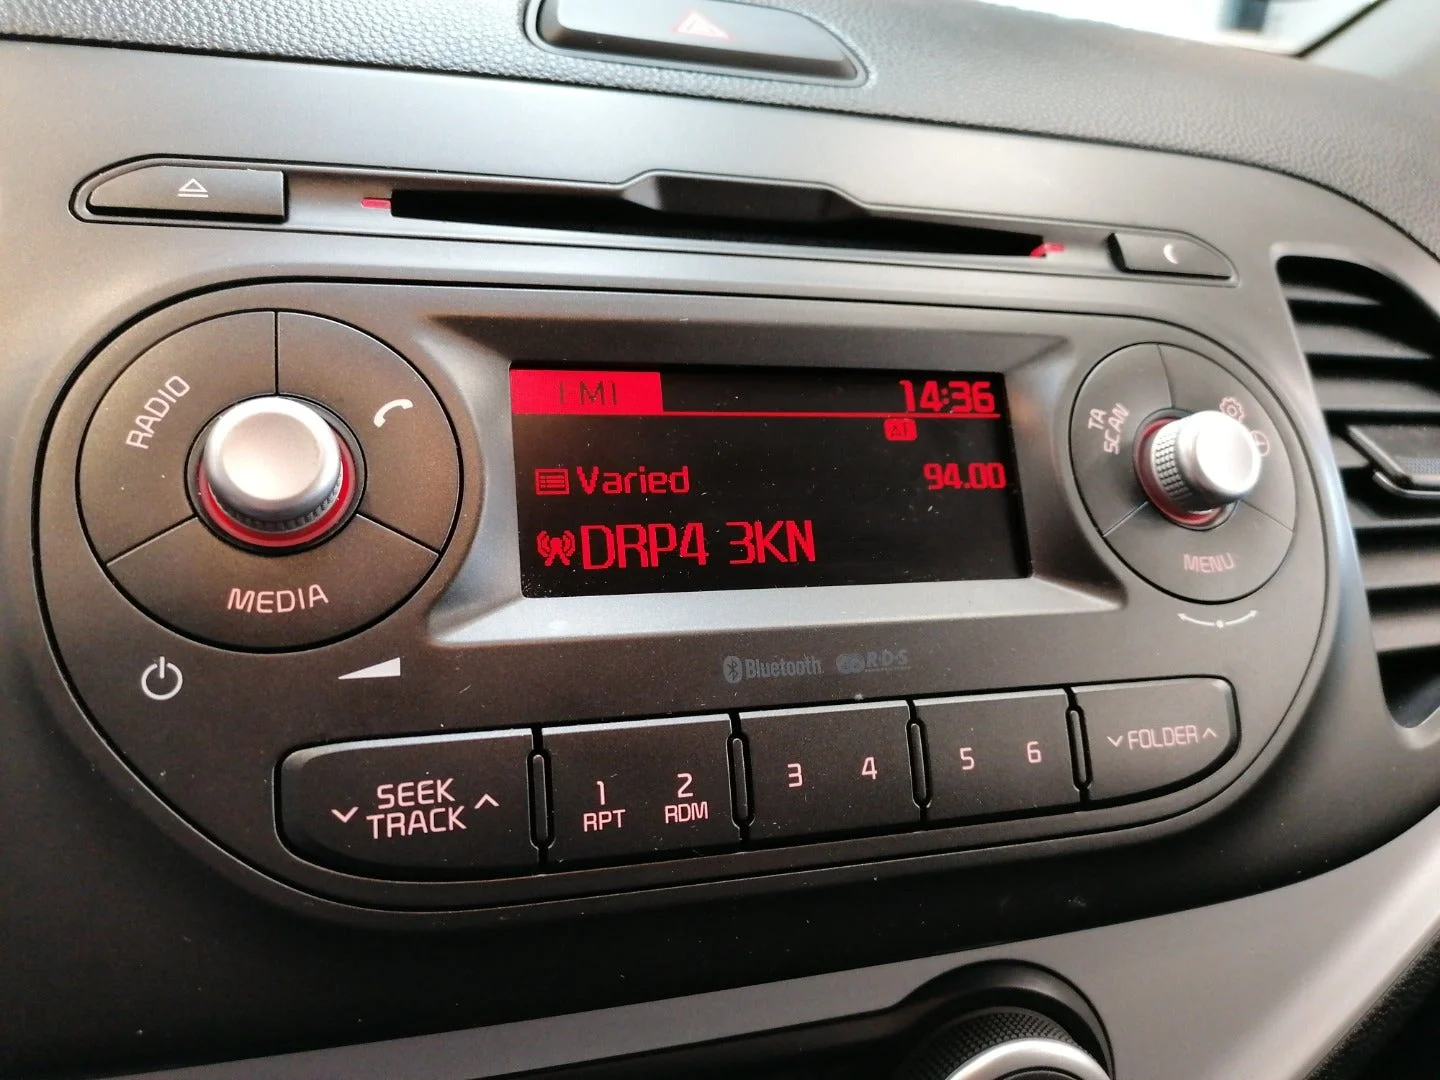 FM1
14:36
AF
Varied
94.00
DRP4 3KN
RADIO
MEDIA
TA
SCAN
MENU
Bluetooth
R·D·S
SEEK
TRACK
1
RPT
2
RDM
3
4
5
6
FOLDER